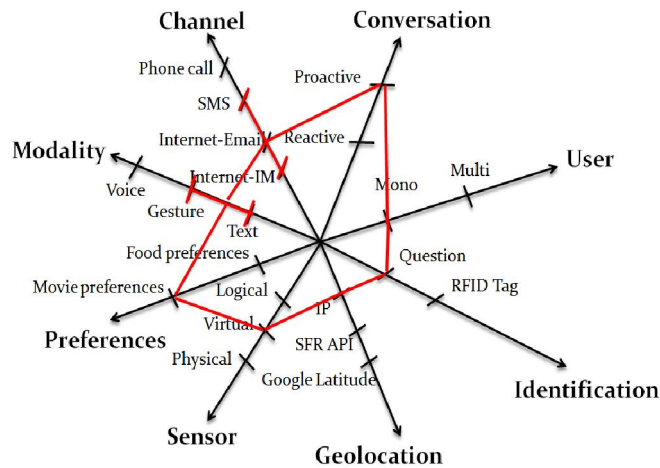 Channel
Conversation
Phone call
Proactive
SMS
Internet-Email
Reactive
Modality
Internet-IM
Multi
User
Voice
Mono
Gesture
Text
Food preferences
Question
Movie preferences
Logical
RFID Tag
IP
Virtual
Preferences
SFR API
Physical
Google Latitude
Identification
Sensor
Geolocation